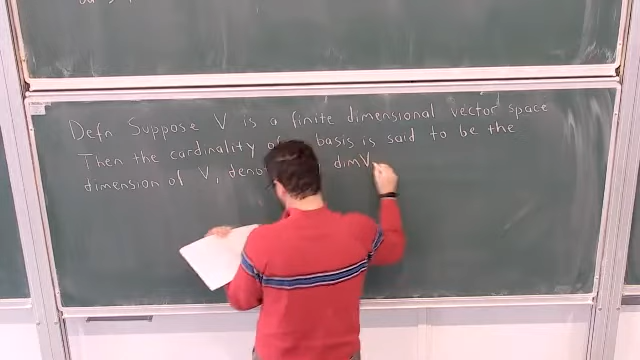 Defn Suppose V is a finite dimensional vector space
Then the cardinality of basis is said to be the
dimension of V, deno dimV